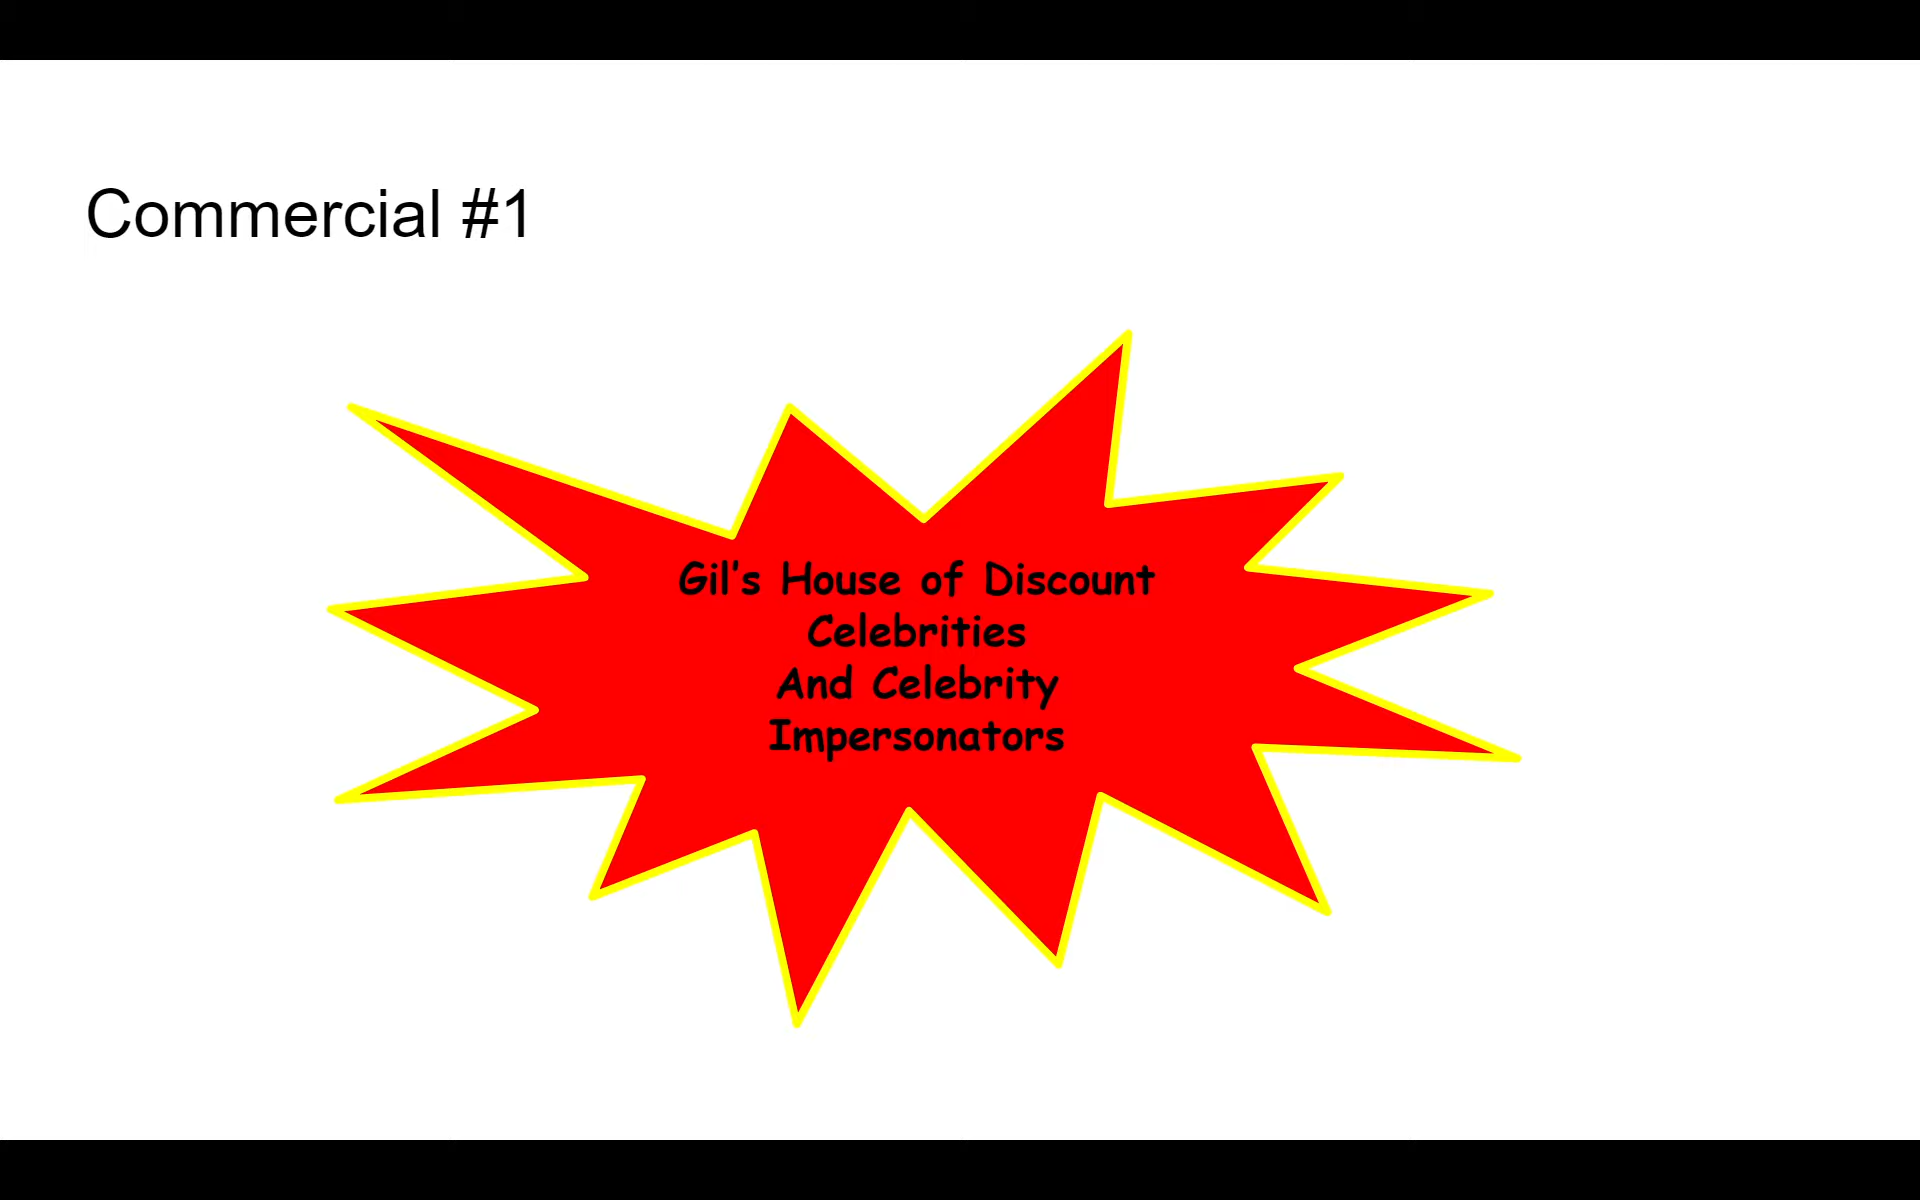 Commercial #1
Gil's House of Discount
Celebrities
And Celebrity
Impersonators